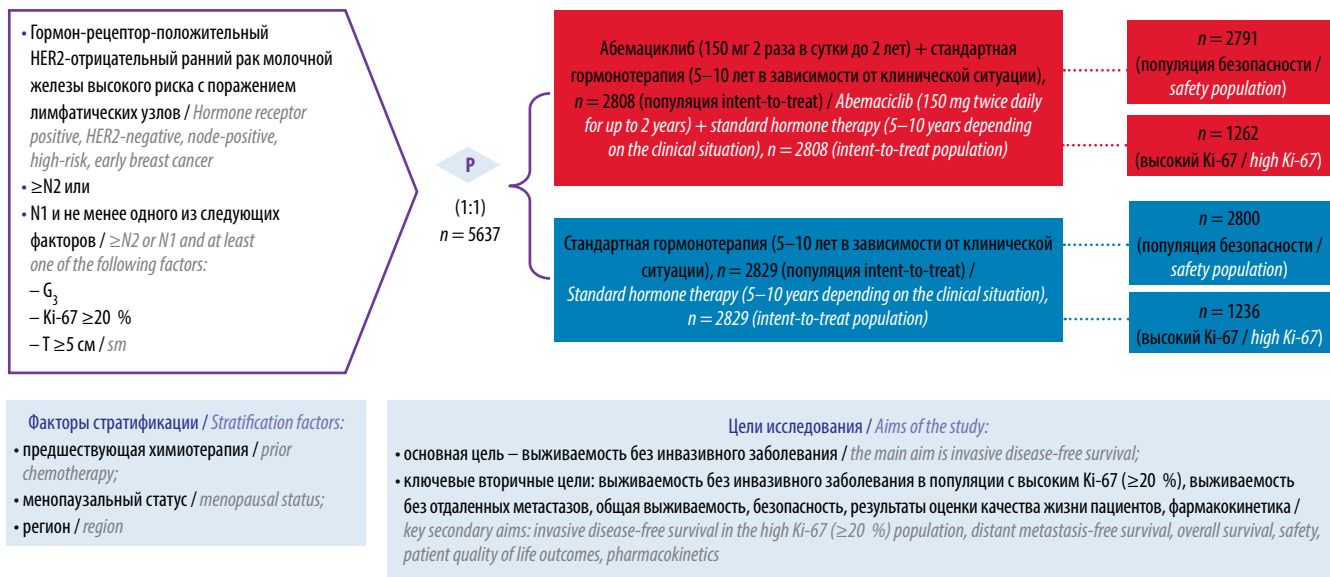 • Гормон-рецептор-положительный
HER2-отрицательный ранний рак молочной
железы высокого риска с поражением
лимфатических узлов / Hormone receptor
positive, HER2-negative, node-positive,
high-risk, early breast cancer
• ≥N2 или
• N1 и не менее одного из следующих
факторов / ≥N2 or N1 and at least
one of the following factors:
– G3
– Ki-67 ≥20 %
– T ≥5 см / sm
Р
(1:1)
n = 5637
Абемациклиб (150 мг 2 раза в сутки до 2 лет) + стандартная
гормонотерапия (5–10 лет в зависимости от клинической ситуации),
n = 2808 (популяция intent-to-treat) / Abemaciclib (150 mg twice daily
for up to 2 years) + standard hormone therapy (5–10 years depending
on the clinical situation), n = 2808 (intent-to-treat population)
n = 2791
(популяция безопасности /
safety population)
n = 1262
(высокий Ki-67 / high Ki-67)
Стандартная гормонотерапия (5–10 лет в зависимости от клинической
ситуации), n = 2829 (популяция intent-to-treat) /
Standard hormone therapy (5–10 years depending on the clinical situation),
n = 2829 (intent-to-treat population)
n = 2800
(популяция безопасности /
safety population)
n = 1236
(высокий Ki-67 / high Ki-67)
Факторы стратификации / Stratification factors:
• предшествующая химиотерапия / prior
chemotherapy;
• менопаузальный статус / menopausal status;
• регион / region
Цели исследования / Aims of the study:
• основная цель – выживаемость без инвазивного заболевания / the main aim is invasive disease-free survival;
• ключевые вторичные цели: выживаемость без инвазивного заболевания в популяции с высоким Ki-67 (≥20 %), выживаемость
без отдаленных метастазов, общая выживаемость, безопасность, результаты оценки качества жизни пациентов, фармакокинетика /
key secondary aims: invasive disease-free survival in the high Ki-67 (≥20 %) population, distant metastasis-free survival, overall survival, safety,
patient quality of life outcomes, pharmacokinetics